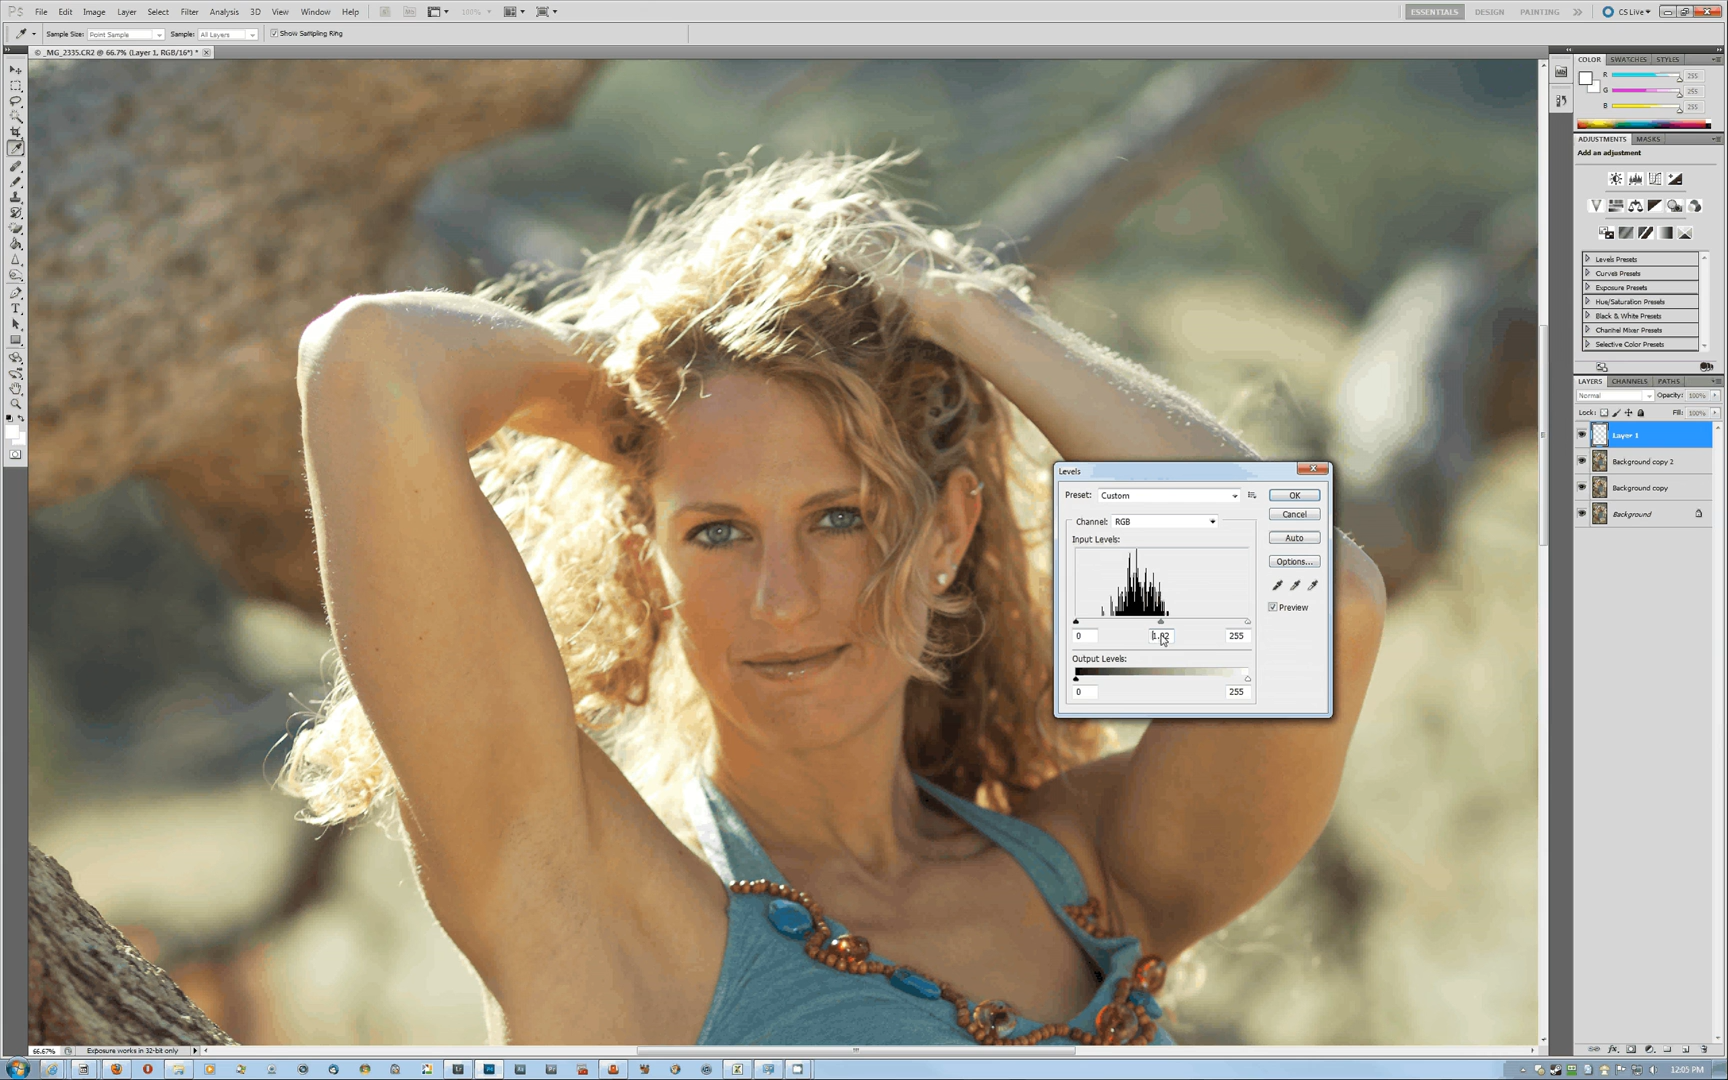 Ps File Edit Image Layer Select Filter Analysis 3D View Window Help 100% ESSENTIALS DESIGN PAINTING >> CS Live
Sample Size: Point Sample Sample: All Layers Show Sampling Ring
© _MG_2335.CR2 @ 66.7% (Layer 1, RGB/16*) *
COLOR SWATCHES STYLES
R 255
G 255
B 255
ADJUSTMENTS MASKS
Add an adjustment
Levels Presets
Curves Presets
Exposure Presets
Hue/Saturation Presets
Black & White Presets
Channel Mixer Presets
Selective Color Presets
LAYERS CHANNELS PATHS
Normal Opacity: 100%
Lock: Fill: 100%
Layer 1
Background copy 2
Background copy
Background
Levels
Preset: Custom OK
Cancel
Channel: RGB
Auto
Input Levels:
Options...
Preview
0 255
Output Levels:
0 255
66.67% Exposure works in 32-bit only
12:05 PM